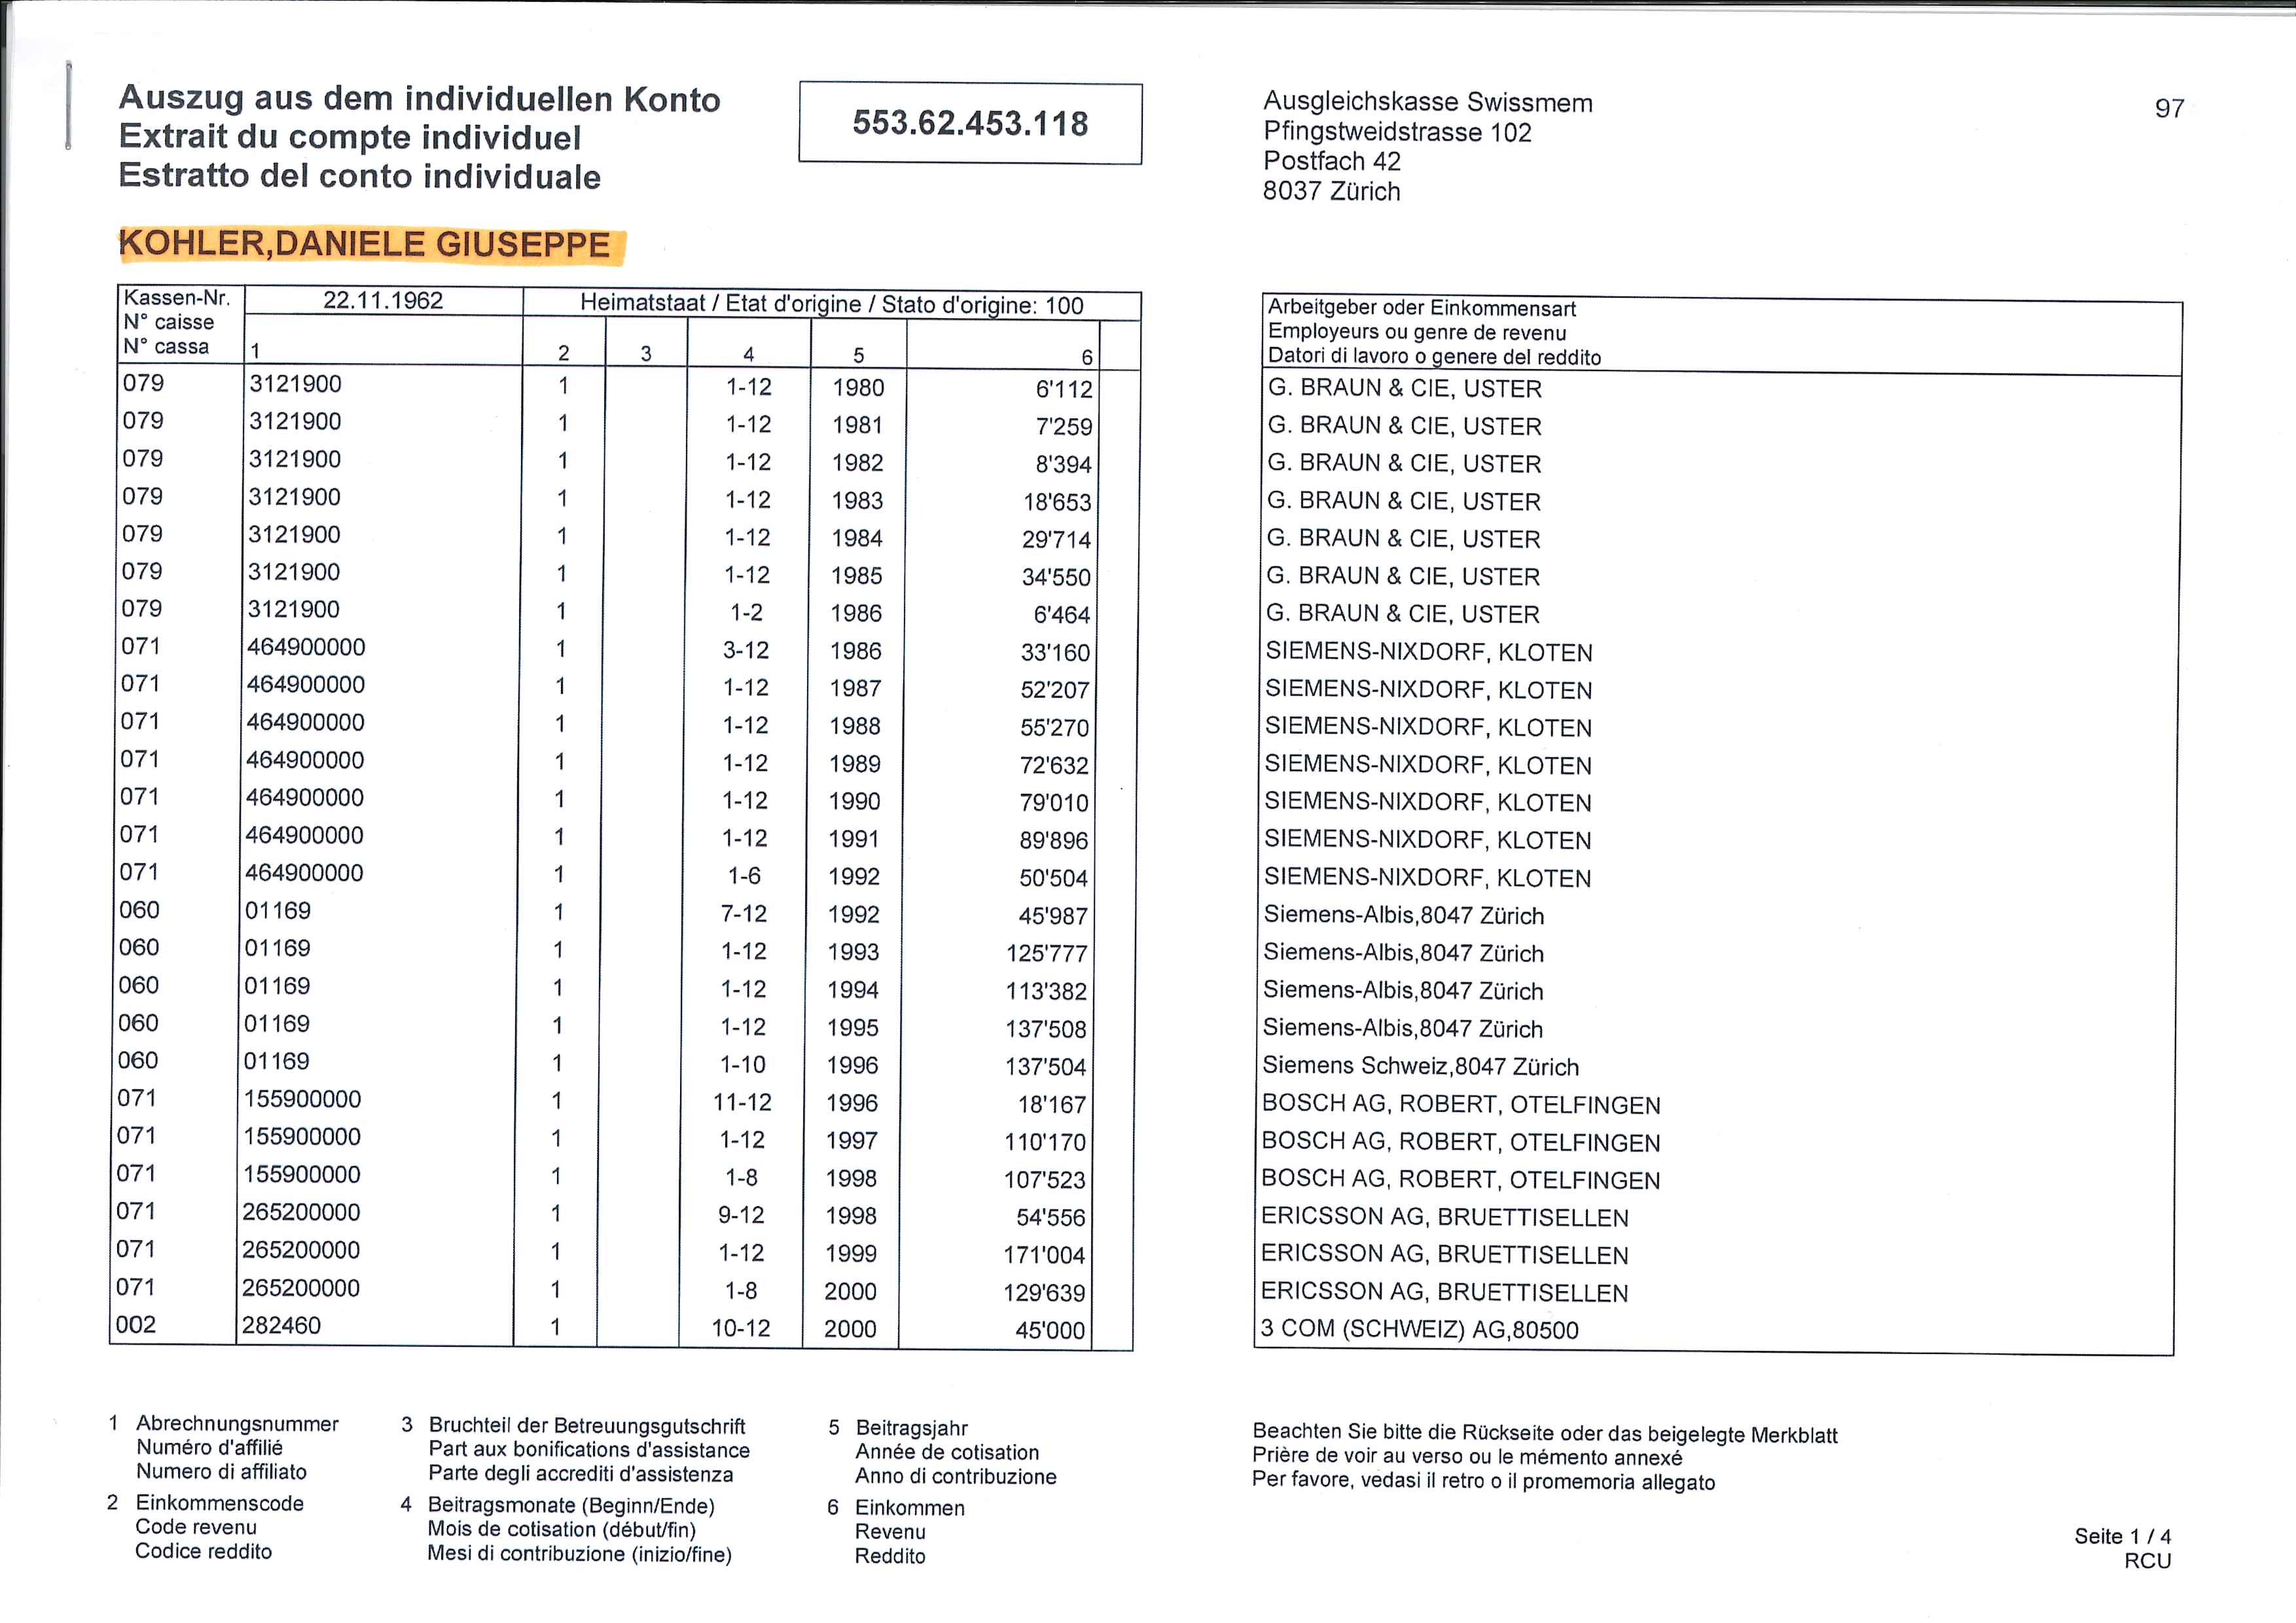 Auszug aus dem individuellen Konto
Extrait du compte individuel
Estratto del conto individuale
553.62.453.118
Ausgleichskasse Swissmem
Pfingstweidstrasse 102
Postfach 42
8037 Zürich
97
KOHLER,DANIELE GIUSEPPE
Kassen-Nr. 22.11.1962 Heimatstaat / Etat d'origine / Stato d'origine: 100
N° caisse
N° cassa 1 2 3 4 5 6
Arbeitgeber oder Einkommensart
Employeurs ou genre de revenu
Datori di lavoro o genere del reddito
079 3121900 1 1-12 1980 6'112 G. BRAUN & CIE, USTER
079 3121900 1 1-12 1981 7'259 G. BRAUN & CIE, USTER
079 3121900 1 1-12 1982 8'394 G. BRAUN & CIE, USTER
079 3121900 1 1-12 1983 18'653 G. BRAUN & CIE, USTER
079 3121900 1 1-12 1984 29'714 G. BRAUN & CIE, USTER
079 3121900 1 1-12 1985 34'550 G. BRAUN & CIE, USTER
079 3121900 1 1-2 1986 6'464 G. BRAUN & CIE, USTER
071 464900000 1 3-12 1986 33'160 SIEMENS-NIXDORF, KLOTEN
071 464900000 1 1-12 1987 52'207 SIEMENS-NIXDORF, KLOTEN
071 464900000 1 1-12 1988 55'270 SIEMENS-NIXDORF, KLOTEN
071 464900000 1 1-12 1989 72'632 SIEMENS-NIXDORF, KLOTEN
071 464900000 1 1-12 1990 79'010 SIEMENS-NIXDORF, KLOTEN
071 464900000 1 1-12 1991 89'896 SIEMENS-NIXDORF, KLOTEN
071 464900000 1 1-6 1992 50'504 SIEMENS-NIXDORF, KLOTEN
060 01169 1 7-12 1992 45'987 Siemens-Albis,8047 Zürich
060 01169 1 1-12 1993 125'777 Siemens-Albis,8047 Zürich
060 01169 1 1-12 1994 113'382 Siemens-Albis,8047 Zürich
060 01169 1 1-12 1995 137'508 Siemens-Albis,8047 Zürich
060 01169 1 1-10 1996 137'504 Siemens Schweiz,8047 Zürich
071 155900000 1 11-12 1996 18'167 BOSCH AG, ROBERT, OTELFINGEN
071 155900000 1 1-12 1997 110'170 BOSCH AG, ROBERT, OTELFINGEN
071 155900000 1 1-8 1998 107'523 BOSCH AG, ROBERT, OTELFINGEN
071 265200000 1 9-12 1998 54'556 ERICSSON AG, BRUETTISELLEN
071 265200000 1 1-12 1999 171'004 ERICSSON AG, BRUETTISELLEN
071 265200000 1 1-8 2000 129'639 ERICSSON AG, BRUETTISELLEN
002 282460 1 10-12 2000 45'000 3 COM (SCHWEIZ) AG,80500
1 Abrechnungsnummer
Numéro d'affilié
Numero di affiliato
2 Einkommenscode
Code revenu
Codice reddito
3 Bruchteil der Betreuungsgutschrift
Part aux bonifications d'assistance
Parte degli accrediti d'assistenza
4 Beitragsmonate (Beginn/Ende)
Mois de cotisation (début/fin)
Mesi di contribuzione (inizio/fine)
5 Beitragsjahr
Année de cotisation
Anno di contribuzione
6 Einkommen
Revenu
Reddito
Beachten Sie bitte die Rückseite oder das beigelegte Merkblatt
Prière de voir au verso ou le mémento annexé
Per favore, vedasi il retro o il promemoria allegato
Seite 1 / 4
RCU